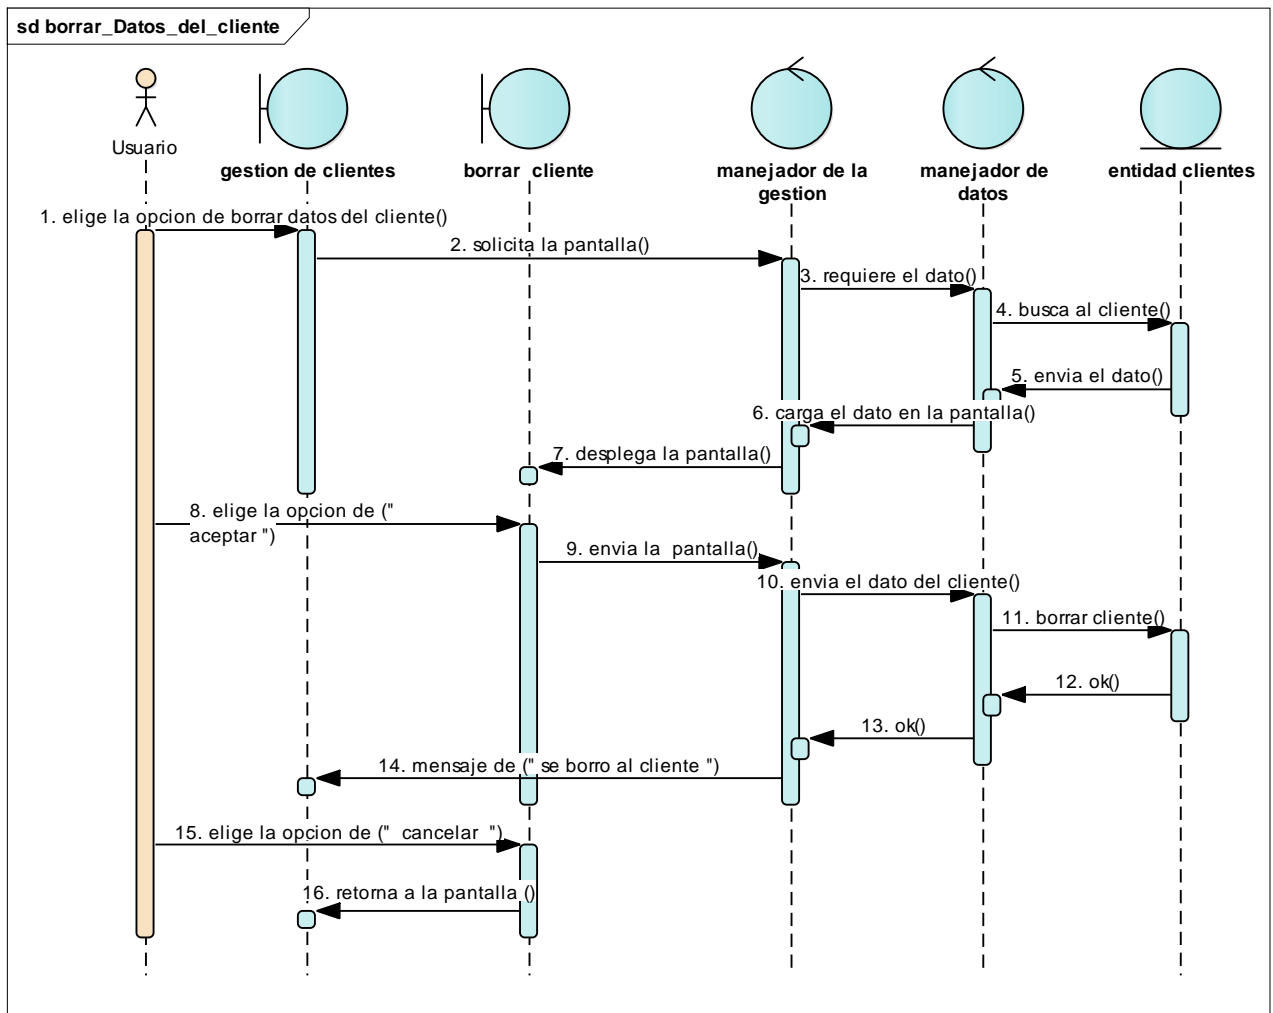 sd borrar_Datos_del_cliente
Usuario
gestion de clientes
borrar cliente
manejador de la
gestion
manejador de
datos
entidad clientes
1. elige la opcion de borrar datos del cliente()
2. solicita la pantalla()
3. requiere el dato()
4. busca al cliente()
5. envia el dato()
6. carga el dato en la pantalla()
7. desplega la pantalla()
8. elige la opcion de ("
aceptar ")
9. envia la pantalla()
10. envia el dato del cliente()
11. borrar cliente()
12. ok()
13. ok()
14. mensaje de (" se borro al cliente ")
15. elige la opcion de (" cancelar ")
16. retorna a la pantalla ()